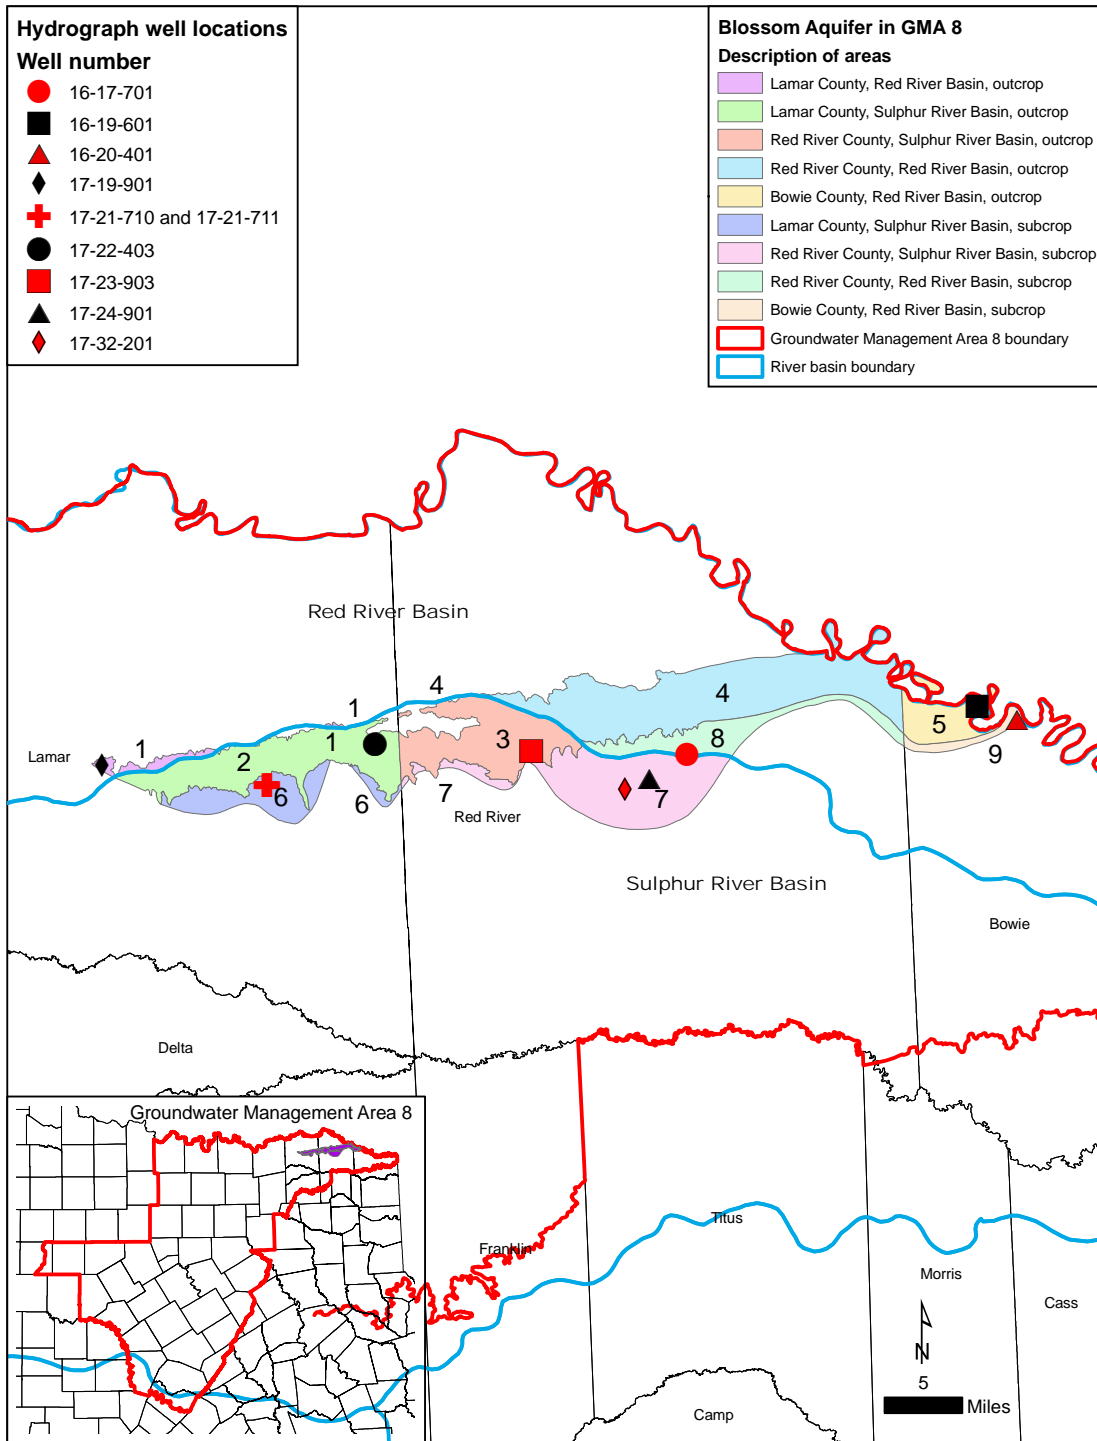 Hydrograph well locations
Well number
16-17-701
16-19-601
16-20-401
17-19-901
17-21-710 and 17-21-711
17-22-403
17-23-903
17-24-901
17-32-201
Blossom Aquifer in GMA 8
Description of areas
Lamar County, Red River Basin, outcrop
Lamar County, Sulphur River Basin, outcrop
Red River County, Sulphur River Basin, outcrop
Red River County, Red River Basin, outcrop
Bowie County, Red River Basin, outcrop
Lamar County, Sulphur River Basin, subcrop
Red River County, Sulphur River Basin, subcrop
Red River County, Red River Basin, subcrop
Bowie County, Red River Basin, subcrop
Groundwater Management Area 8 boundary
River basin boundary
Red River Basin
4
4
1
1
1
3
5
8
9
Lamar
2
6
6
7
7
Red River
Sulphur River Basin
Bowie
Delta
Groundwater Management Area 8
Titus
Franklin
Morris
Cass
N
5
Miles
Camp